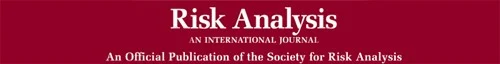 Risk Analysis
AN INTERNATIONAL JOURNAL
An Official Publication of the Society for Risk Analysis